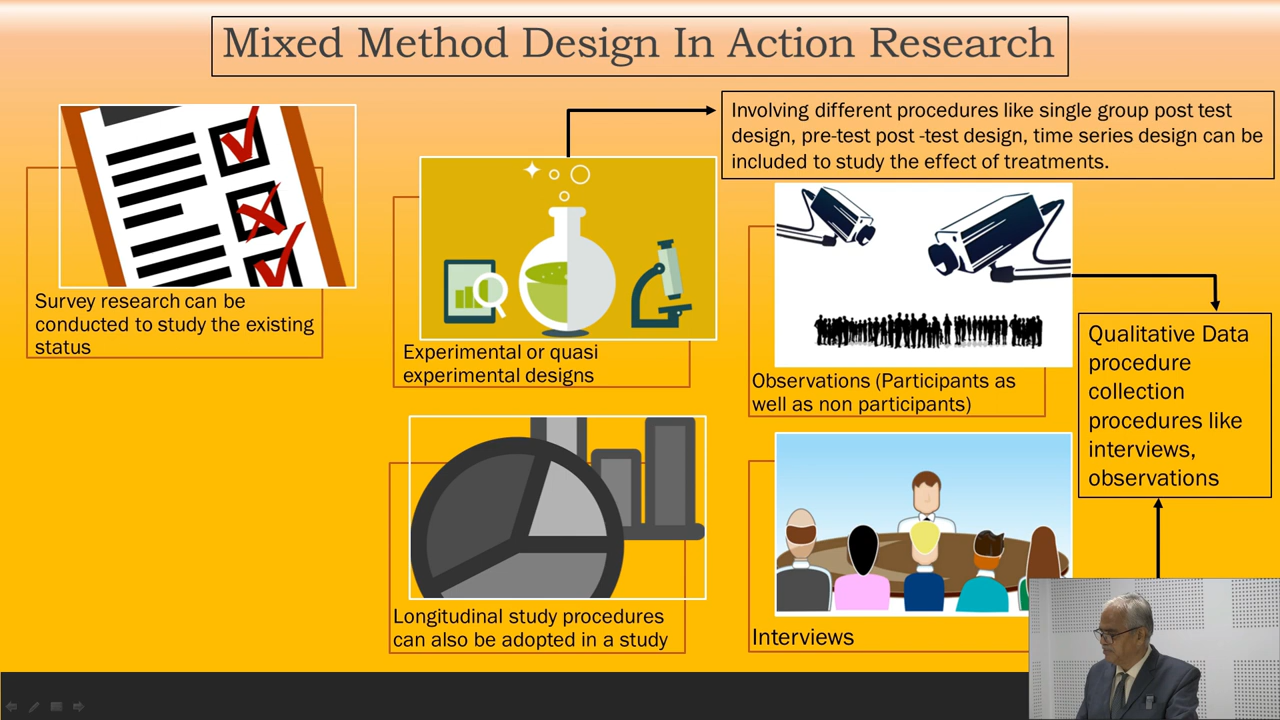 Mixed Method Design In Action Research
Survey research can be
conducted to study the existing
status
Experimental or quasi
experimental designs
Involving different procedures like single group post test
design, pre-test post -test design, time series design can be
included to study the effect of treatments.
Longitudinal study procedures
can also be adopted in a study
Observations (Participants as
well as non participants)
Interviews
Qualitative Data
procedure
collection
procedures like
interviews,
observations